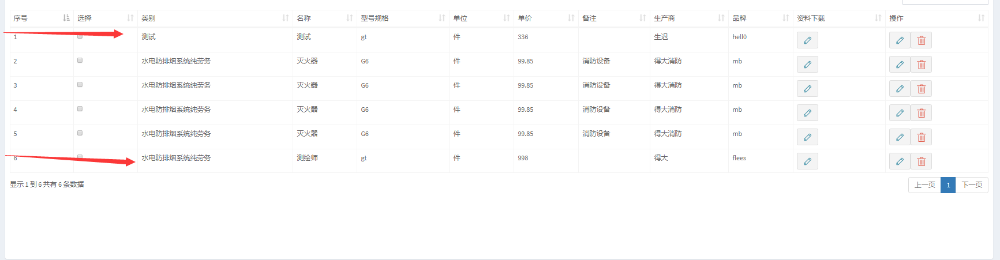 序号 选择 类别 名称 型号规格 单位 单价 备注 生产商 品牌 资料下载 操作
1 测试 测试 gt 件 336 生迟 hell0
2 水电防排烟系统纯劳务 灭火器 G6 件 99.85 消防设备 得大消防 mb
3 水电防排烟系统纯劳务 灭火器 G6 件 99.85 消防设备 得大消防 mb
4 水电防排烟系统纯劳务 灭火器 G6 件 99.85 消防设备 得大消防 mb
5 水电防排烟系统纯劳务 灭火器 G6 件 99.85 消防设备 得大消防 mb
6 水电防排烟系统纯劳务 测绘师 gt 件 998 得大 flees
显示 1 到 6 共有 6 条数据 上一页 1 下一页